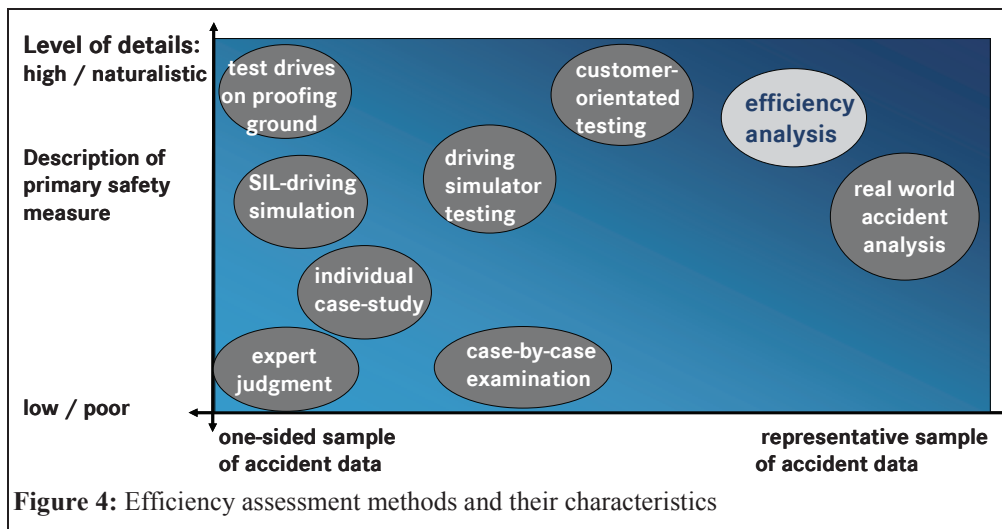 Level of details:
high / naturalistic
Description of
primary safety
measure
low / poor
test drives
on proofing
ground
customer-
orientated
testing
efficiency
analysis
SIL-driving
simulation
driving
simulator
testing
real world
accident
analysis
individual
case-study
expert
judgment
case-by-case
examination
one-sided sample
of accident data
representative sample
of accident data
Figure 4: Efficiency assessment methods and their characteristics